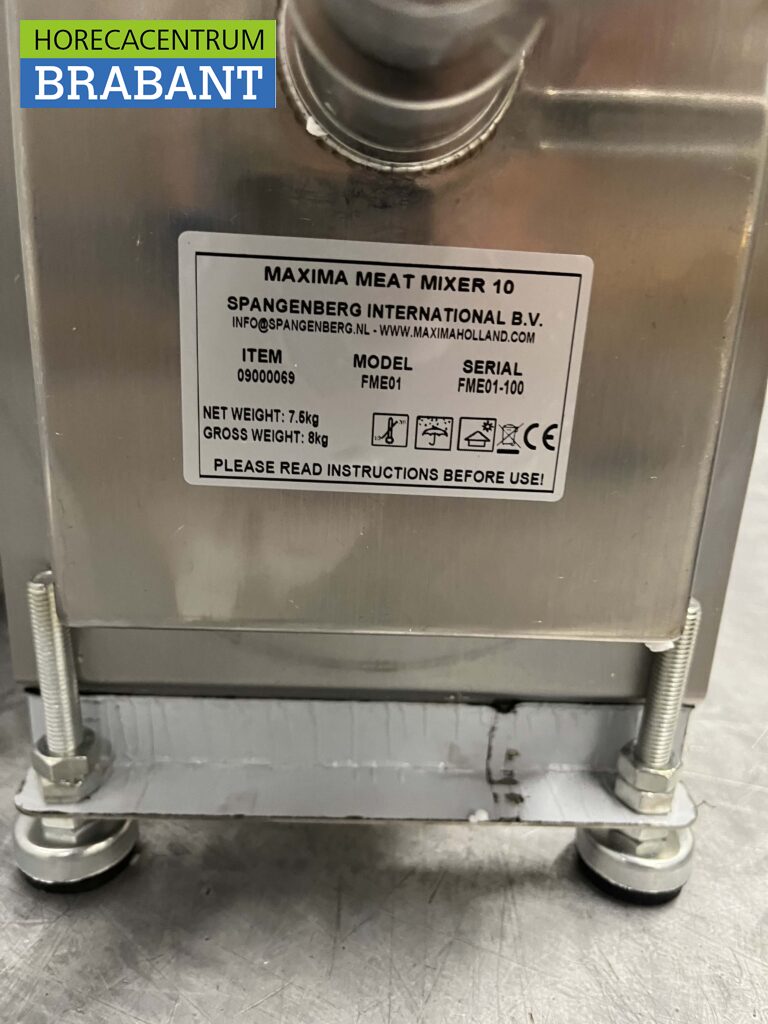 HORECACENTRUM
BRABANT
MAXIMA MEAT MIXER 10
SPANGENBERG INTERNATIONAL B.V.
INFO@SPANGENBERG.NL - WWW.MAXIMAHOLLAND.COM
ITEM MODEL SERIAL
09000069 FME01 FME01-100
NET WEIGHT: 7.5kg
GROSS WEIGHT: 8kg
CE
PLEASE READ INSTRUCTIONS BEFORE USE!